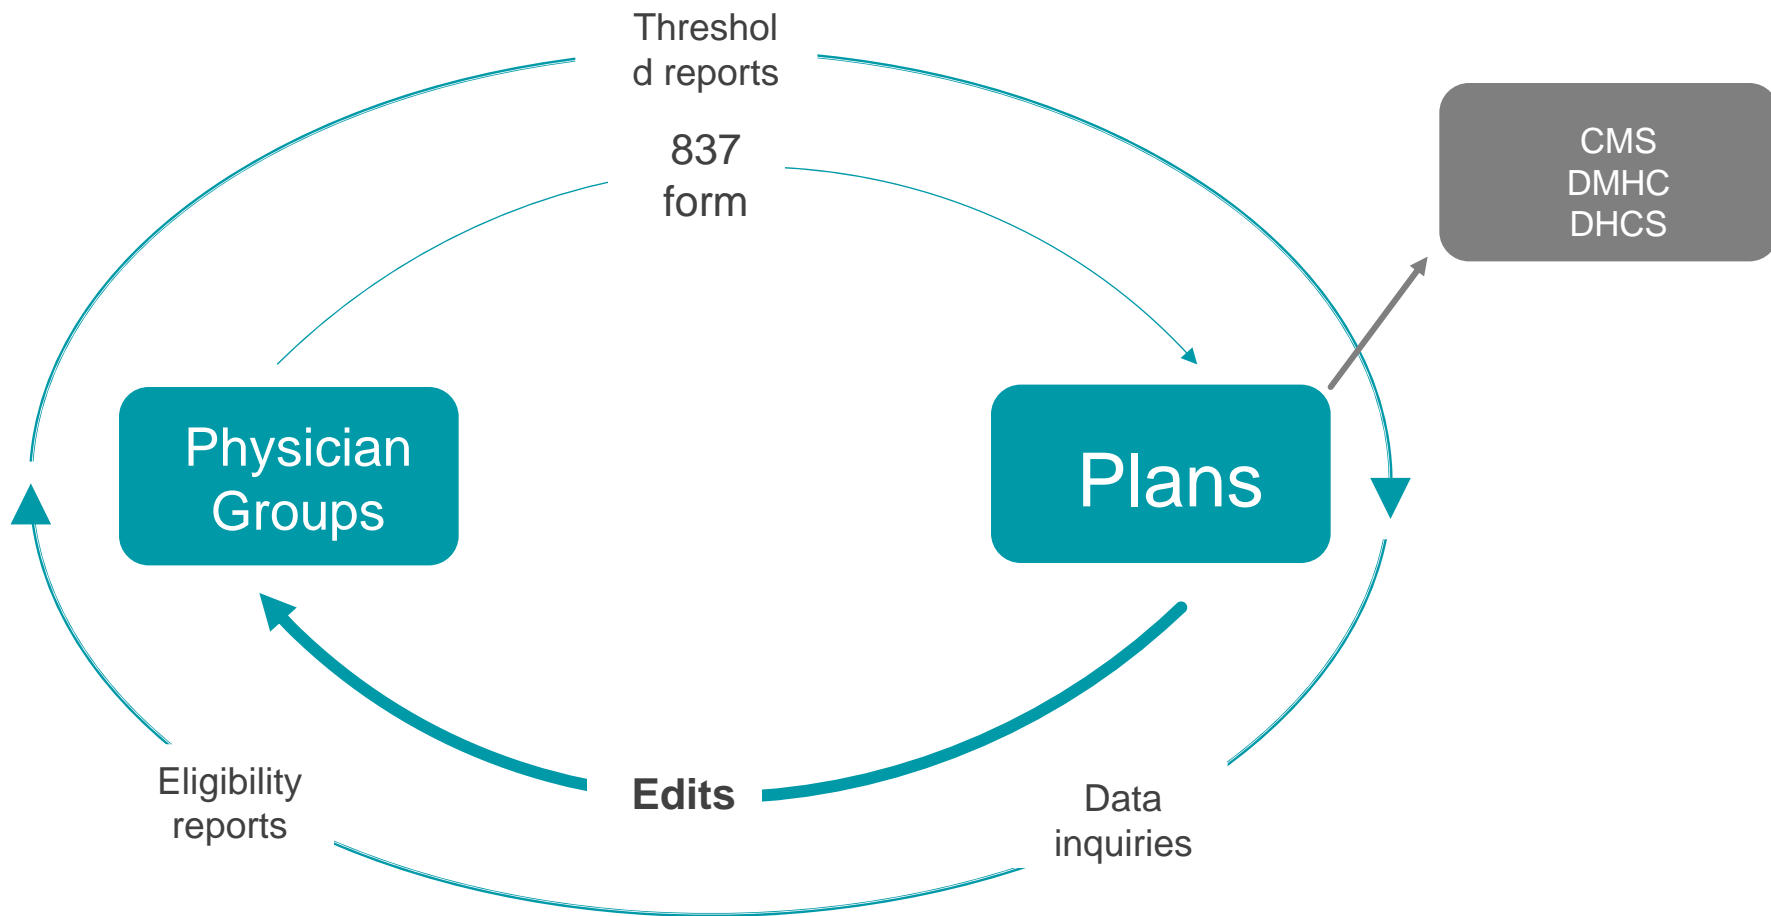 Threshol
d reports
837
form
CMS
DMHC
DHCS
Physician
Groups
Plans
Eligibility
reports
Edits
Data
inquiries